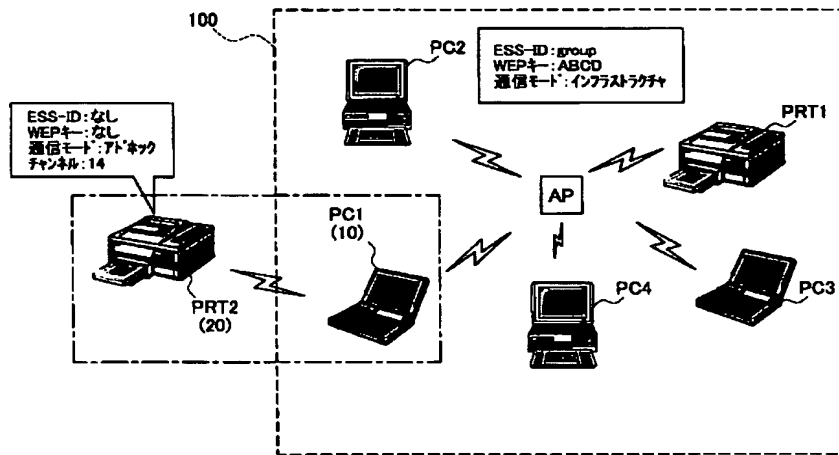 100
PC2
ESS-ID:group
WEPキー:ABCD
通信モード:インフラストラクチャ
PRT1
ESS-ID:なし
WEPキー:なし
通信モード:アドホック
チャンネル:14
AP
PC1
(10)
PRT2
(20)
PC4
PC3